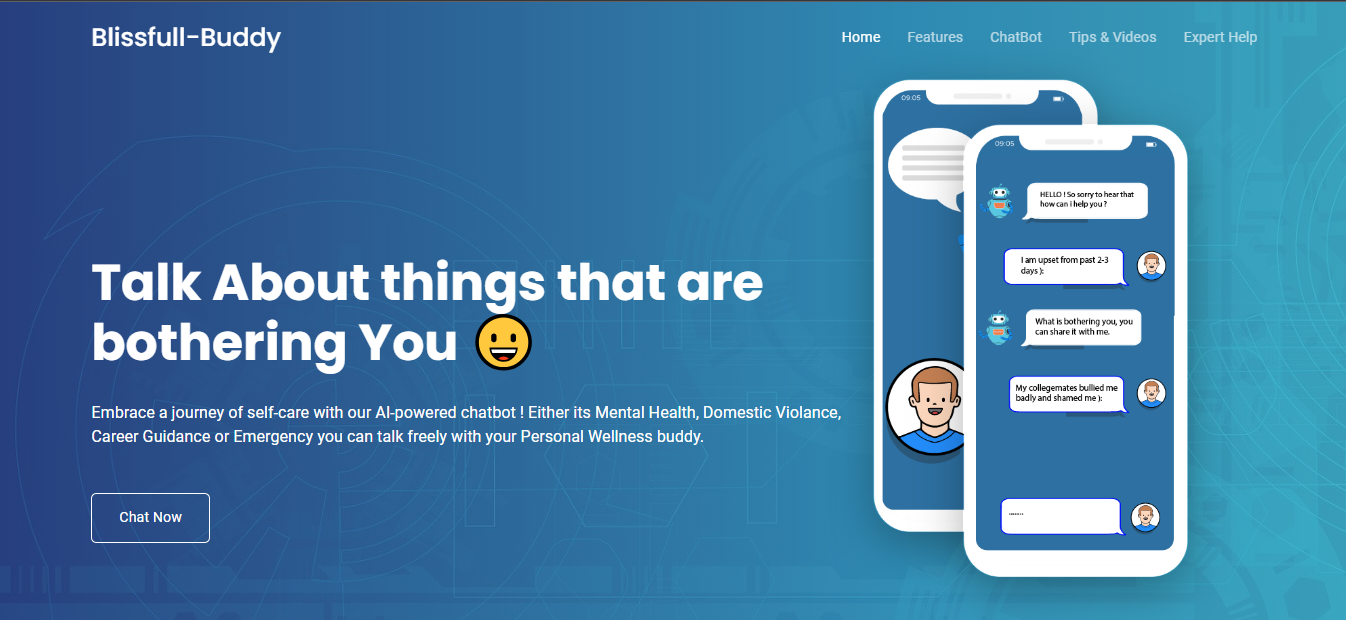 Blissfull-Buddy
Home Features ChatBot Tips & Videos Expert Help
Talk About things that are
bothering You
Embrace a journey of self-care with our AI-powered chatbot ! Either its Mental Health, Domestic Violance,
Career Guidance or Emergency you can talk freely with your Personal Wellness buddy.
Chat Now
09:05
09:05
HELLO ! So sorry to hear that
how can i help you ?
I am upset from past 2-3
days ):
What is bothering you, you
can share it with me.
My collegemates bullied me
badly and shamed me ):
.......